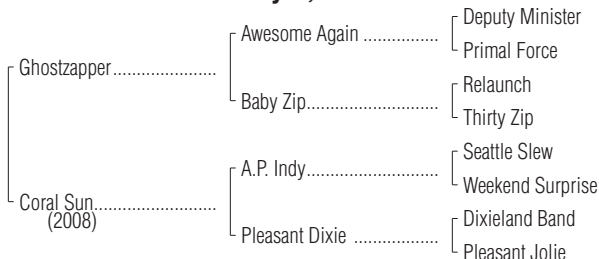 Deputy Minister
Awesome Again ................
Primal Force
Ghostzapper......................
Relaunch
Baby Zip............................
Thirty Zip
Seattle Slew
A.P. Indy............................
Weekend Surprise
Coral Sun..........................
(2008)
Dixieland Band
Pleasant Dixie ..................
Pleasant Jolie